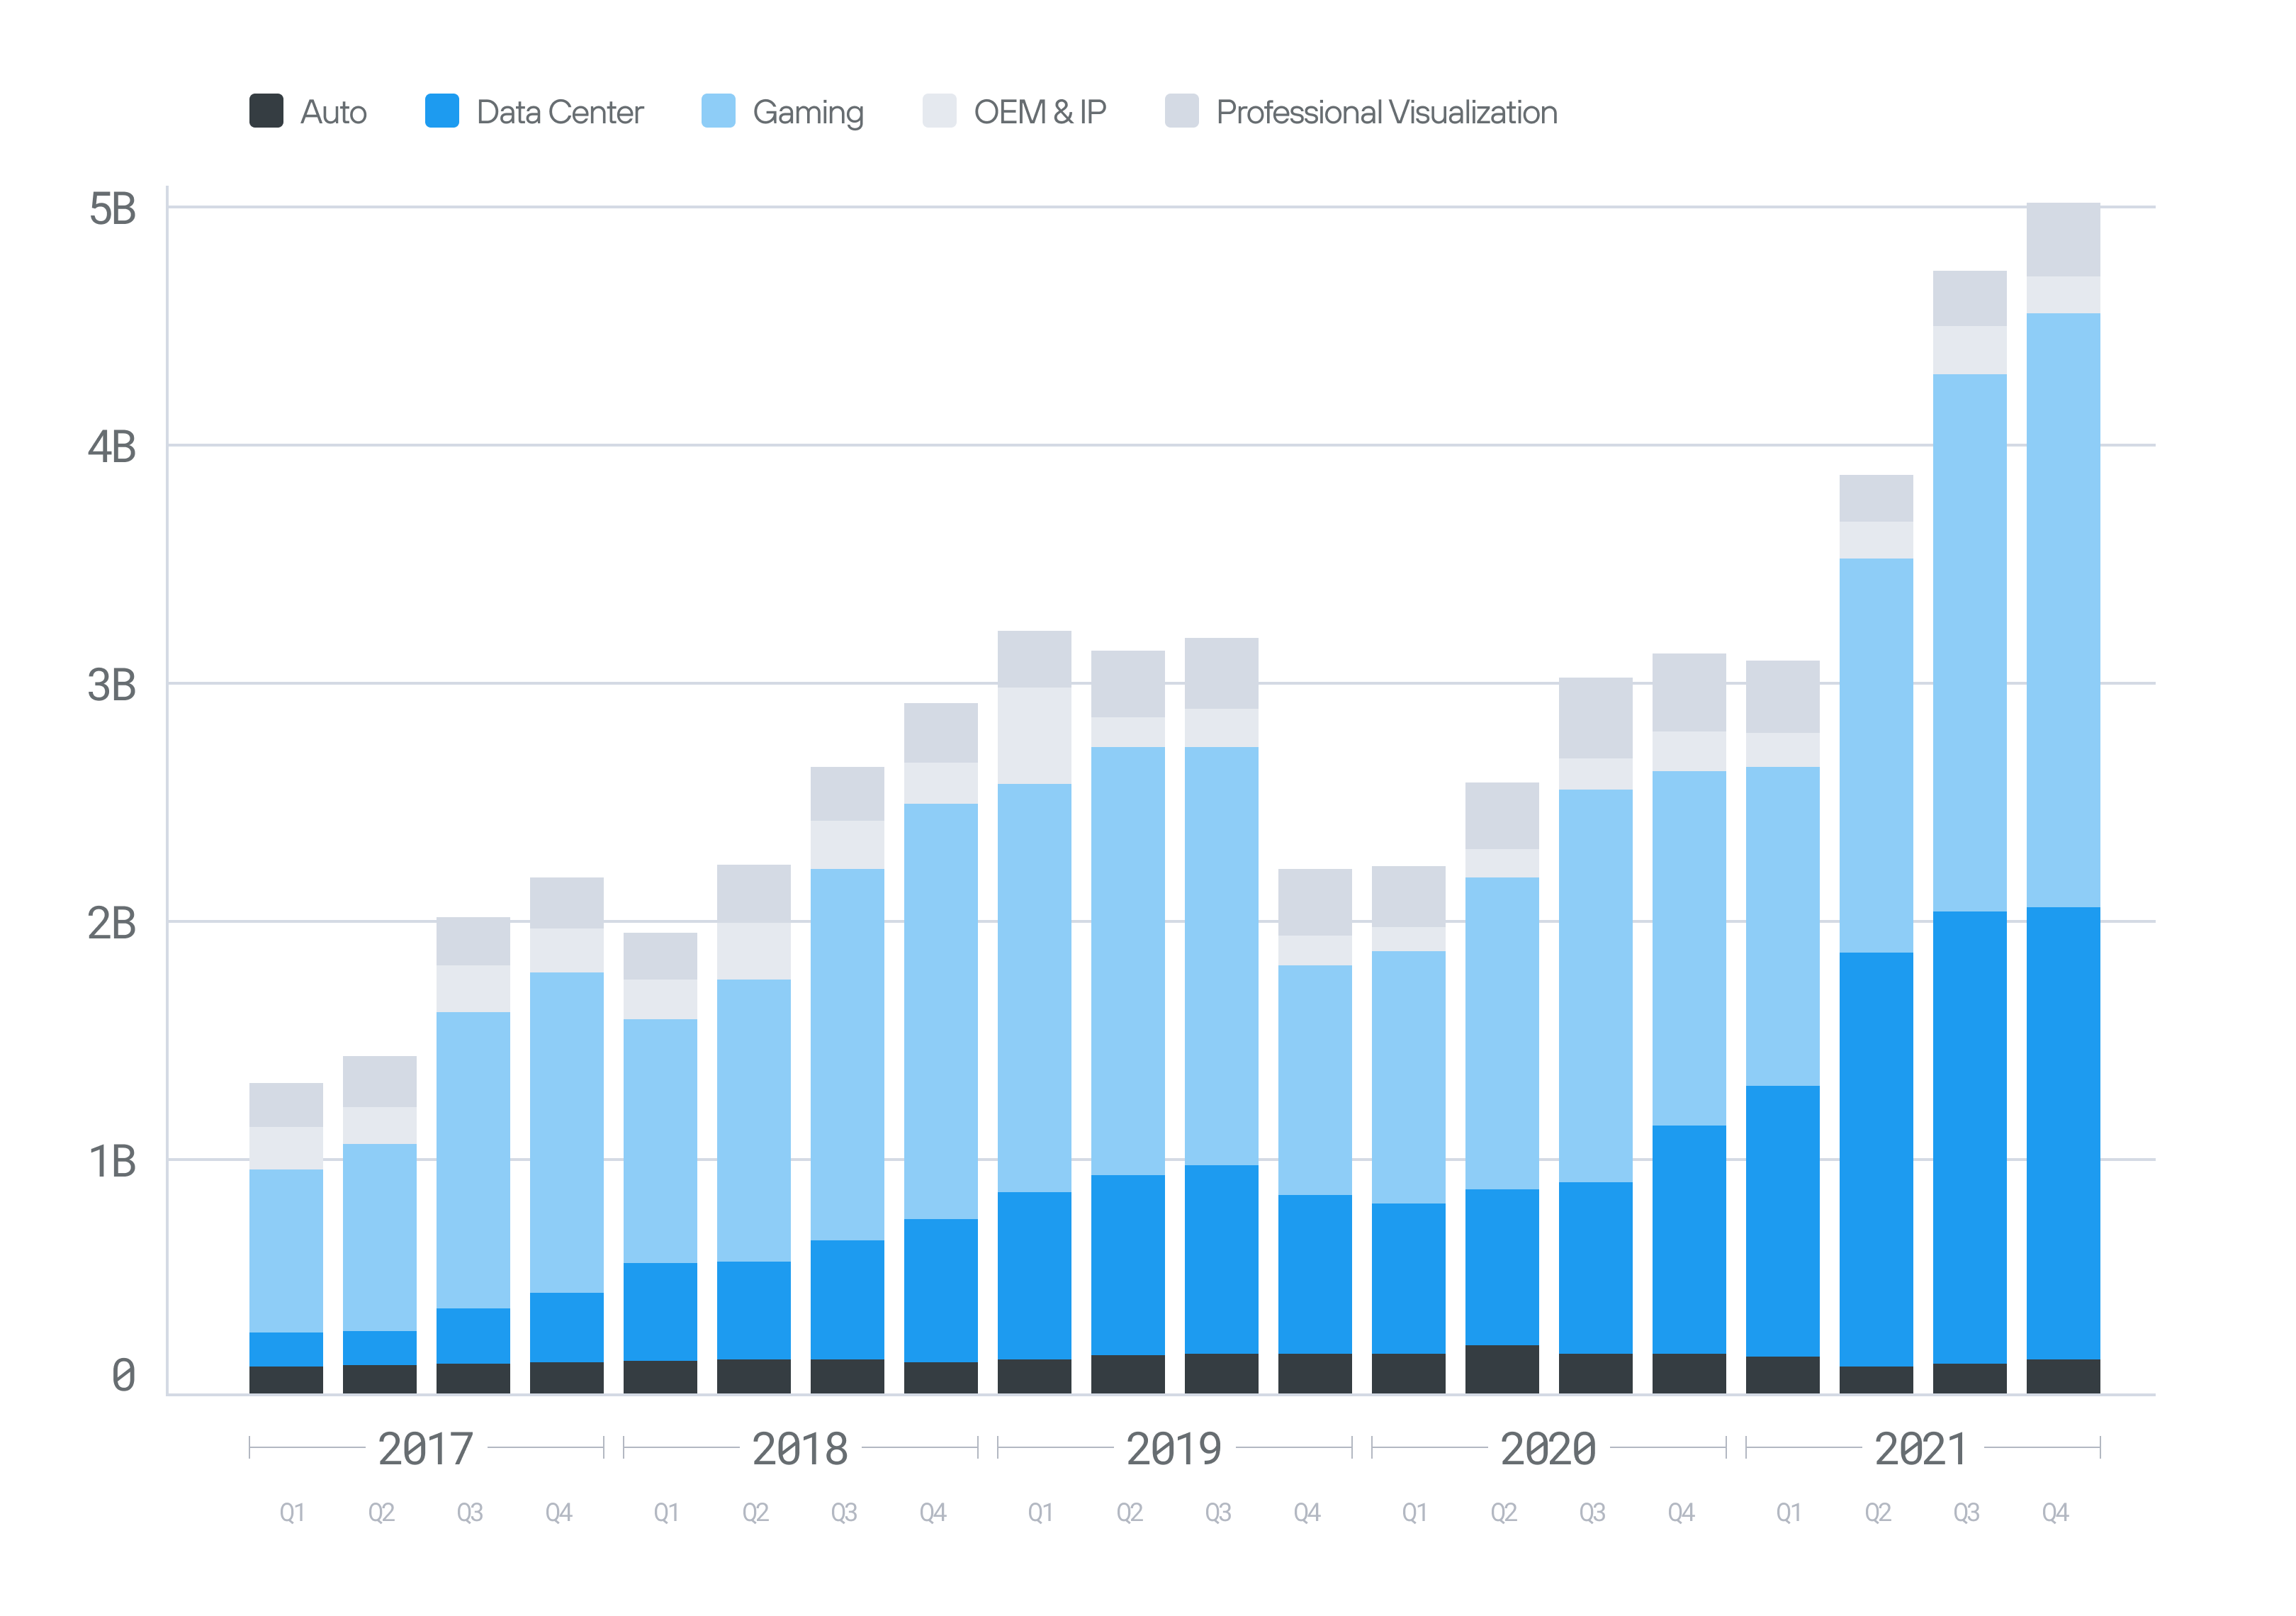 Auto Data Center Gaming OEM & IP Professional Visualization
5B
4B
3B
2B
1B
0
2017 2018 2019 2020 2021
Q1 Q2 Q3 Q4 Q1 Q2 Q3 Q4 Q1 Q2 Q3 Q4 Q1 Q2 Q3 Q4 Q1 Q2 Q3 Q4